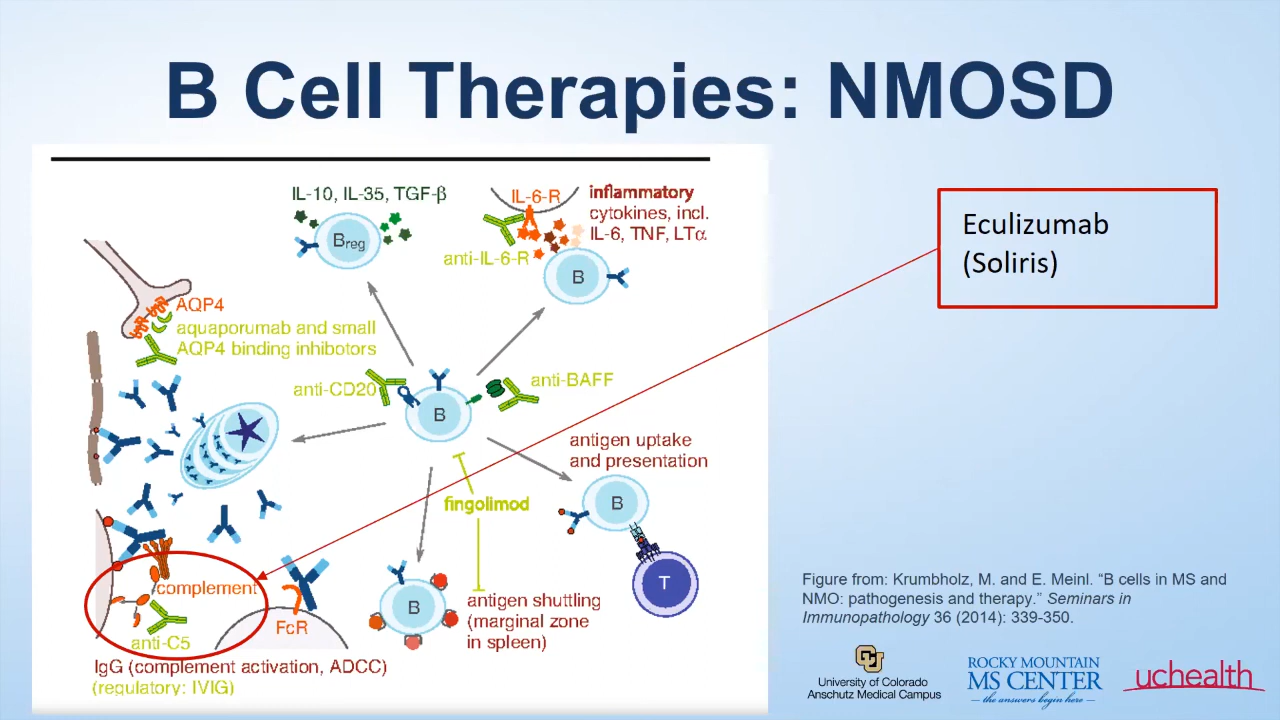 B Cell Therapies: NMOSD
IL-10, IL-35, TGF-β
Breg
IL-6-R
inflammatory
cytokines, incl.
IL-6, TNF, LTα
anti-IL-6-R
B
Eculizumab
(Soliris)
AQP4
aquaporumab and small
AQP4 binding inhibotors
anti-CD20
B
anti-BAFF
antigen uptake
and presentation
B
T
fingolimod
complement
anti-C5
FcR
B
antigen shuttling
(marginal zone
in spleen)
IgG (complement activation, ADCC)
(regulatory: IVIG)
Figure from: Krumbholz, M. and E. Meinl. “B cells in MS and
NMO: pathogenesis and therapy.” Seminars in
Immunopathology 36 (2014): 339-350.
CU
University of Colorado
Anschutz Medical Campus
ROCKY MOUNTAIN
MS CENTER
— the answers begin here —
uchealth